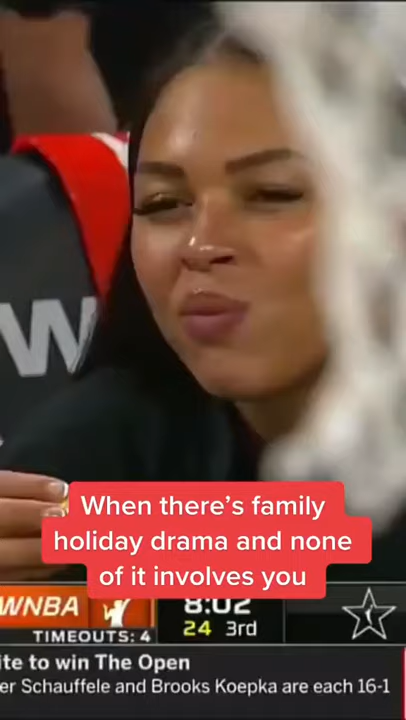 W
When there's family
holiday drama and none
of it involves you
WNBA
8:02
TIMEOUTS: 4
24 3rd
ite to win The Open
er Schauffele and Brooks Koepka are each 16-1